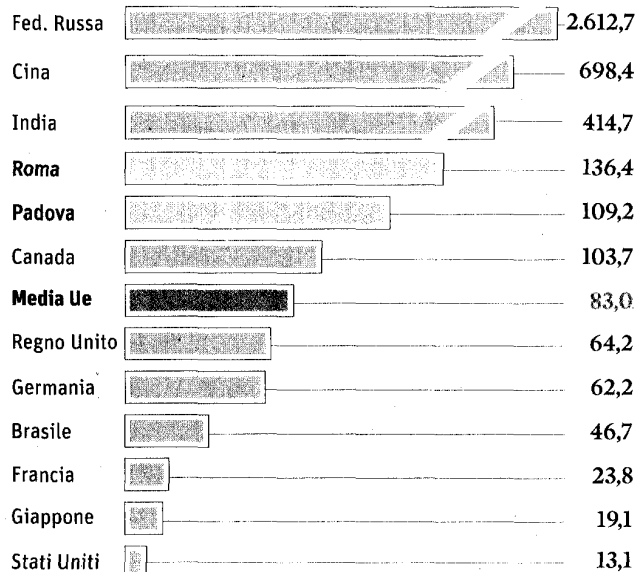 Fed. Russa 2.612,7
Cina 698,4
India 414,7
Roma 136,4
Padova 109,2
Canada 103,7
Media Ue 83,0
Regno Unito 64,2
Germania 62,2
Brasile 46,7
Francia 23,8
Giappone 19,1
Stati Uniti 13,1